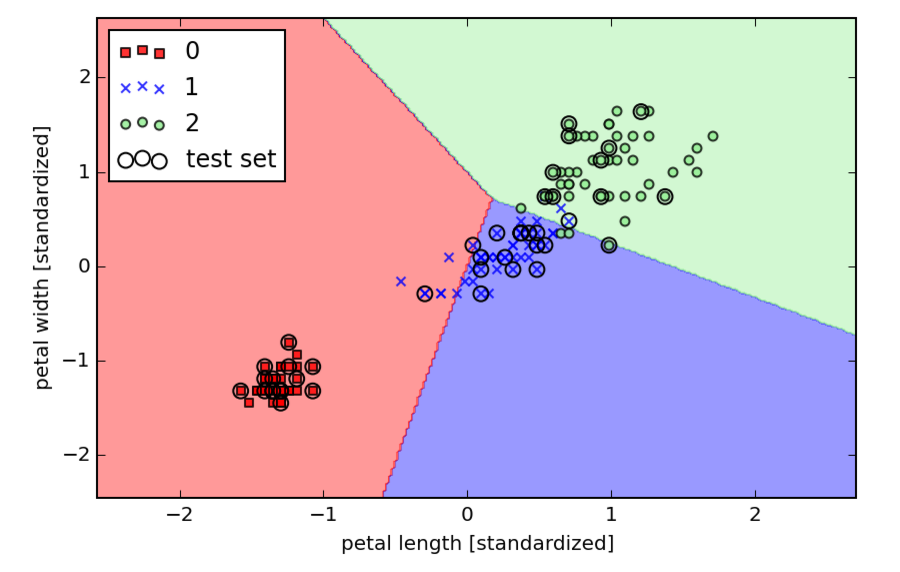 0
1
2
test set
2
1
0
−1
−2
−2 −1 0 1 2
petal width [standardized]
petal length [standardized]